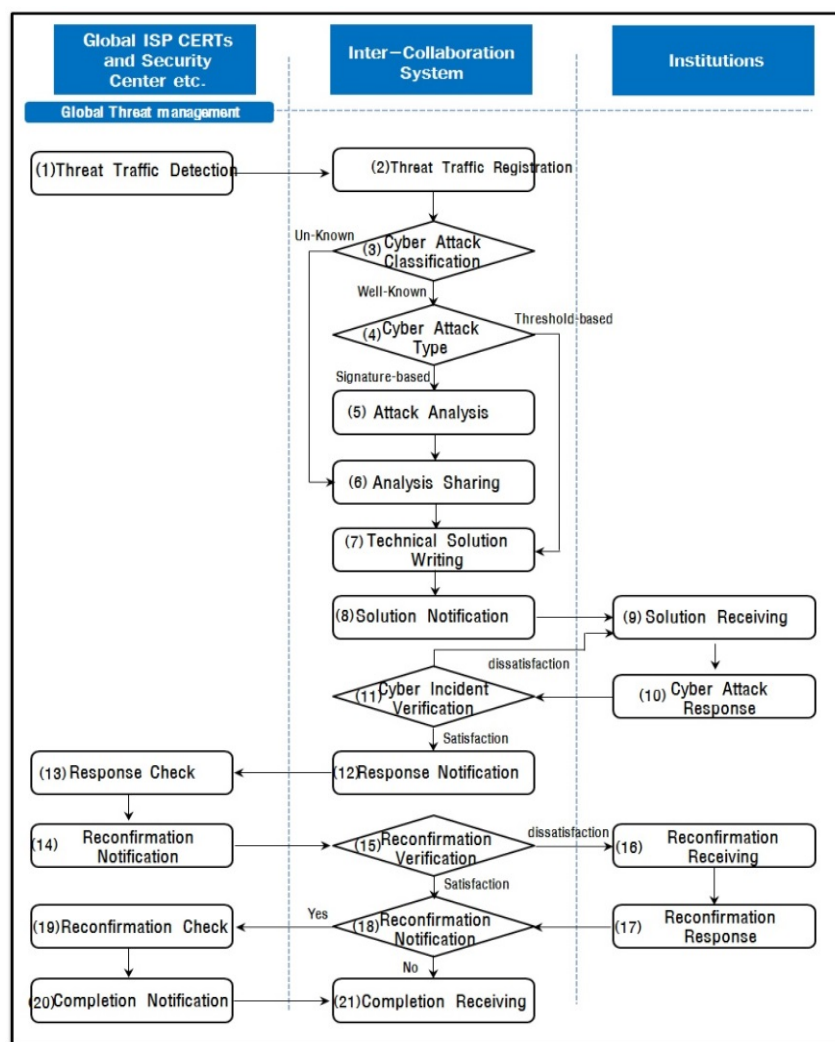 Global ISP CERTs
and Security
Center etc.
Inter-Collaboration
System
Institutions
Global Threat management
(1)Threat Traffic Detection
(2)Threat Traffic Registration
Un-Known
(3)Cyber Attack
Classification
Well-Known
Threshold-based
(4)Cyber Attack
Type
Signature-based
(5) Attack Analysis
(6) Analysis Sharing
(7) Technical Solution
Writing
(8)Solution Notification
(9) Solution Receiving
dissatisfaction
(11)Cyber Incident
Verification
(10) Cyber Attack
Response
Satisfaction
(13)Response Check
(12)Response Notification
(14) Reconfirmation
Notification
(15)Reconfirmation
Verification
dissatisfaction
(16) Reconfirmation
Receiving
Satisfaction
(19)Reconfirmation Check
Yes
(18)Reconfirmation
Notification
(17) Reconfirmation
Response
No
(20)Completion Notification
(21)Completion Receiving